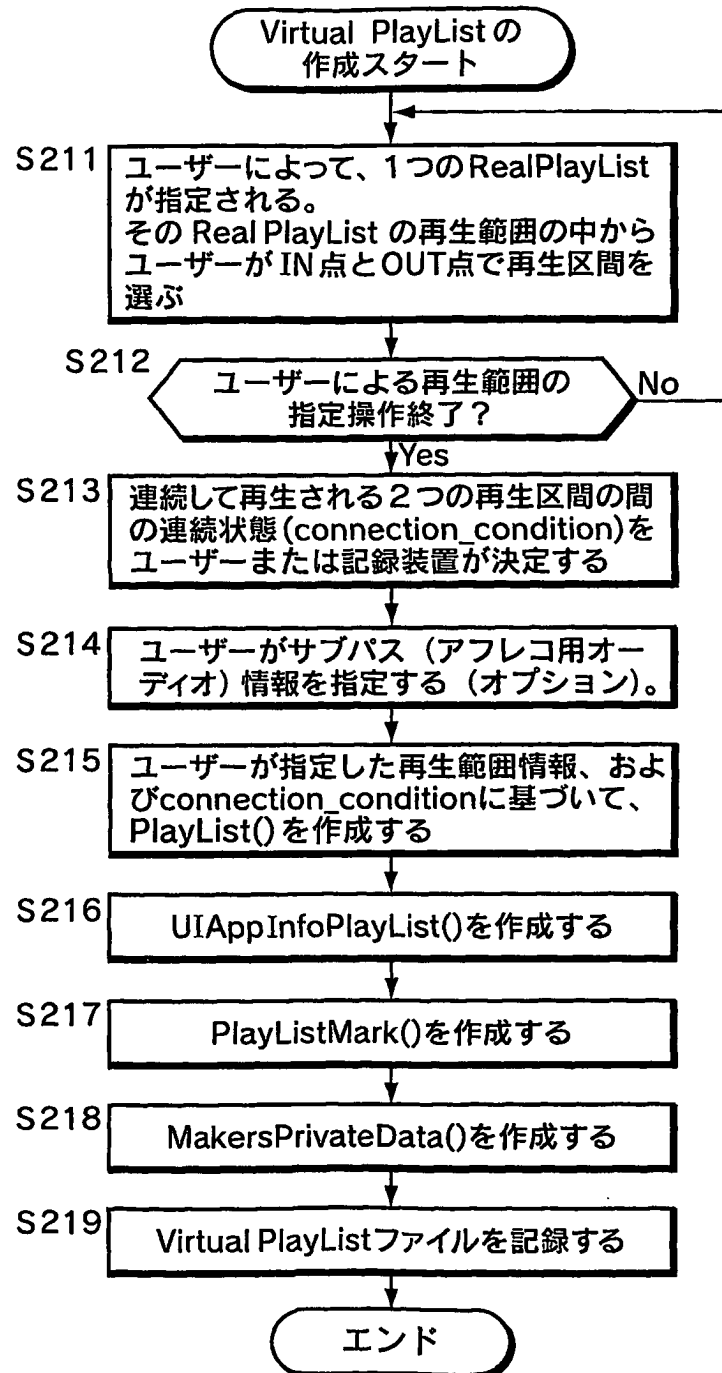 Virtual PlayListの
作成スタート
S211
ユーザーによって、1つのRealPlayList
が指定される。
その Real PlayList の再生範囲の中から
ユーザーが IN点とOUT点で再生区間を
選ぶ
S212
ユーザーによる再生範囲の
指定操作終了？
No
Yes
S213
連続して再生される2つの再生区間の間
の連続状態(connection_condition)を
ユーザーまたは記録装置が決定する
S214
ユーザーがサブパス（アフレコ用オー
ディオ）情報を指定する（オプション）。
S215
ユーザーが指定した再生範囲情報、およ
びconnection_conditionに基づいて、
PlayList()を作成する
S216
UIAppInfoPlayList()を作成する
S217
PlayListMark()を作成する
S218
MakersPrivateData()を作成する
S219
Virtual PlayListファイルを記録する
エンド